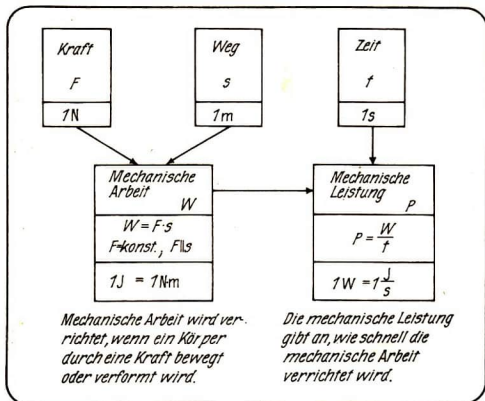 Kraft
F
1N
Weg
s
1m
Zeit
t
1s
Mechanische
Arbeit
W
W = F·s
F=konst., F||s
1J = 1N·m
Mechanische
Leistung
P
P = W/t
1W = 1 J/s
Mechanische Arbeit wird ver-
richtet, wenn ein Körper
durch eine Kraft bewegt
oder verformt wird.
Die mechanische Leistung
gibt an, wie schnell die
mechanische Arbeit
verrichtet wird.